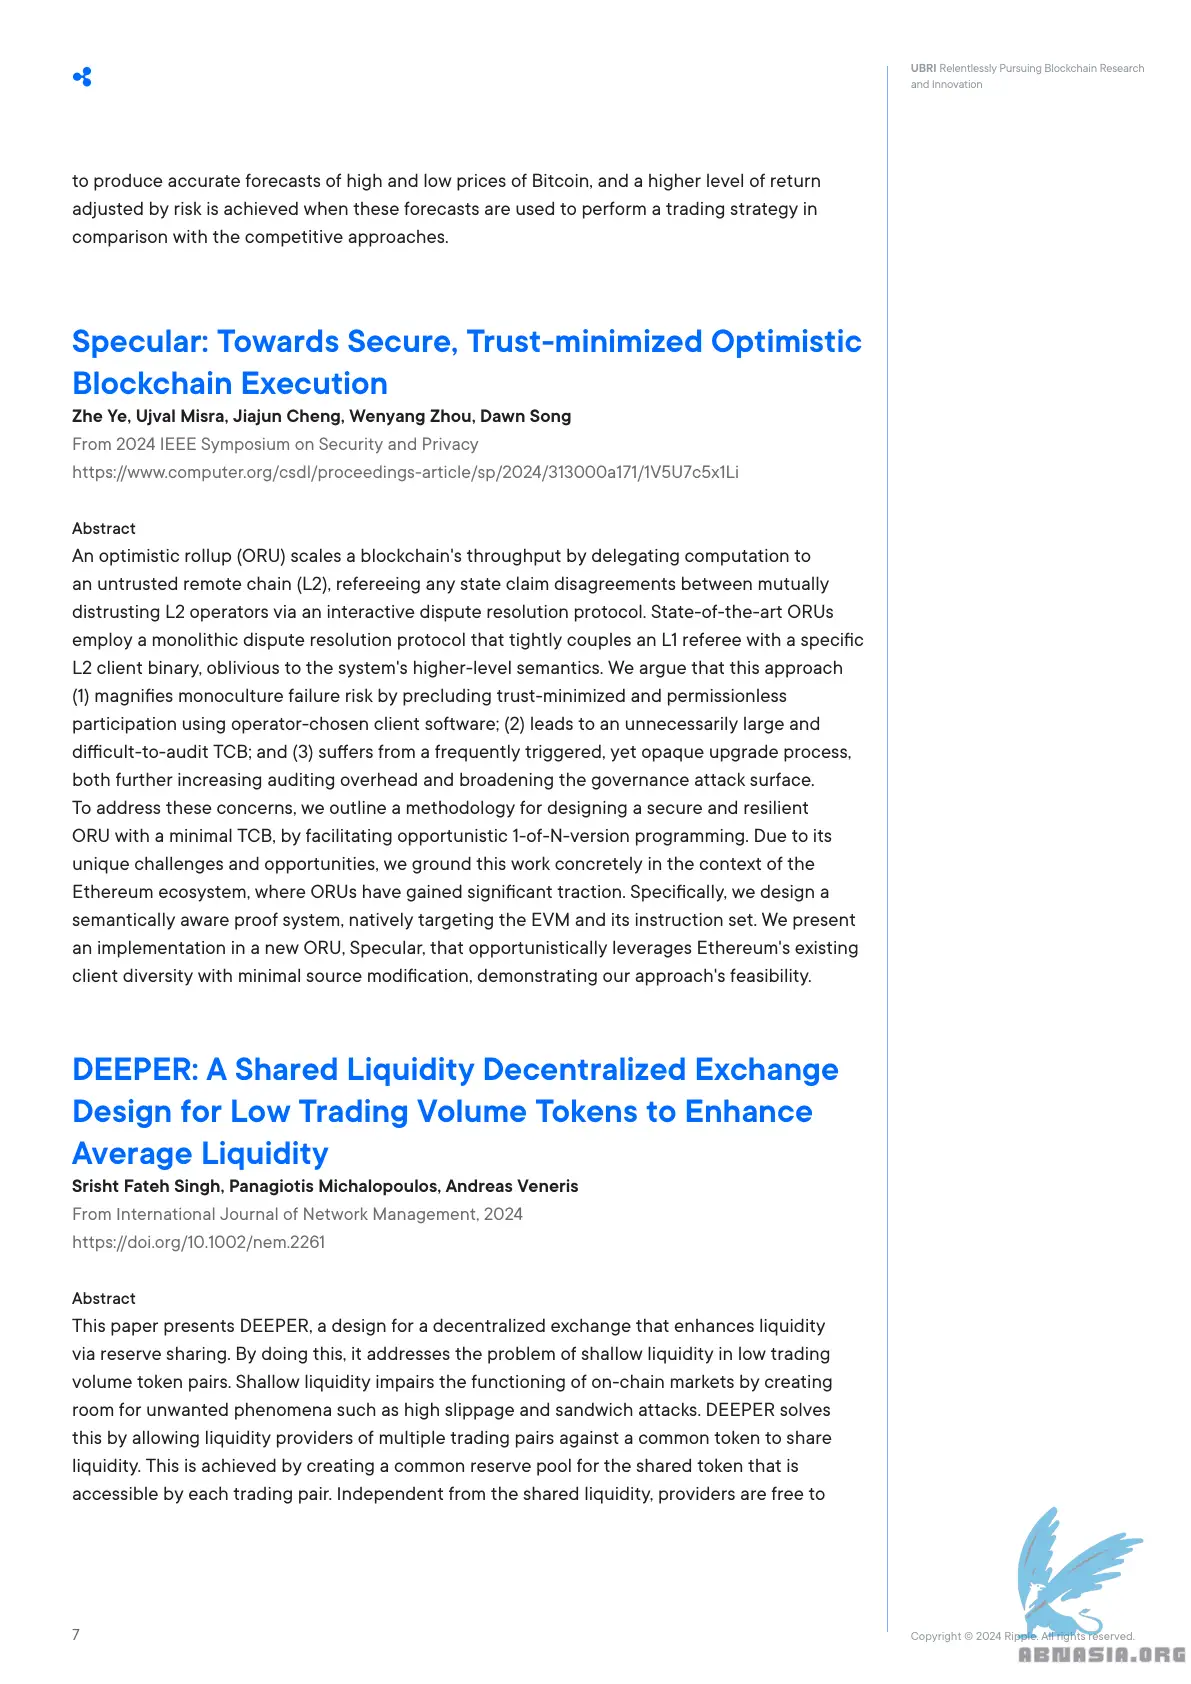 UBRI Relentlessly Pursuing Blockchain Research
and Innovation
to produce accurate forecasts of high and low prices of Bitcoin, and a higher level of return
adjusted by risk is achieved when these forecasts are used to perform a trading strategy in
comparison with the competitive approaches.
Specular: Towards Secure, Trust-minimized Optimistic
Blockchain Execution
Zhe Ye, Ujval Misra, Jiajun Cheng, Wenyang Zhou, Dawn Song
From 2024 IEEE Symposium on Security and Privacy
https://www.computer.org/csdl/proceedings-article/sp/2024/313000a171/1V5U7c5x1Li
Abstract
An optimistic rollup (ORU) scales a blockchain's throughput by delegating computation to
an untrusted remote chain (L2), refereeing any state claim disagreements between mutually
distrusting L2 operators via an interactive dispute resolution protocol. State-of-the-art ORUs
employ a monolithic dispute resolution protocol that tightly couples an L1 referee with a specific
L2 client binary, oblivious to the system's higher-level semantics. We argue that this approach
(1) magnifies monoculture failure risk by precluding trust-minimized and permissionless
participation using operator-chosen client software; (2) leads to an unnecessarily large and
difficult-to-audit TCB; and (3) suffers from a frequently triggered, yet opaque upgrade process,
both further increasing auditing overhead and broadening the governance attack surface.
To address these concerns, we outline a methodology for designing a secure and resilient
ORU with a minimal TCB, by facilitating opportunistic 1-of-N-version programming. Due to its
unique challenges and opportunities, we ground this work concretely in the context of the
Ethereum ecosystem, where ORUs have gained significant traction. Specifically, we design a
semantically aware proof system, natively targeting the EVM and its instruction set. We present
an implementation in a new ORU, Specular, that opportunistically leverages Ethereum's existing
client diversity with minimal source modification, demonstrating our approach's feasibility.
DEEPER: A Shared Liquidity Decentralized Exchange
Design for Low Trading Volume Tokens to Enhance
Average Liquidity
Srisht Fateh Singh, Panagiotis Michalopoulos, Andreas Veneris
From International Journal of Network Management, 2024
https://doi.org/10.1002/nem.2261
Abstract
This paper presents DEEPER, a design for a decentralized exchange that enhances liquidity
via reserve sharing. By doing this, it addresses the problem of shallow liquidity in low trading
volume token pairs. Shallow liquidity impairs the functioning of on-chain markets by creating
room for unwanted phenomena such as high slippage and sandwich attacks. DEEPER solves
this by allowing liquidity providers of multiple trading pairs against a common token to share
liquidity. This is achieved by creating a common reserve pool for the shared token that is
accessible by each trading pair. Independent from the shared liquidity, providers are free to
7
Copyright © 2024 Ripple. All rights reserved.
ABNASIA.ORG